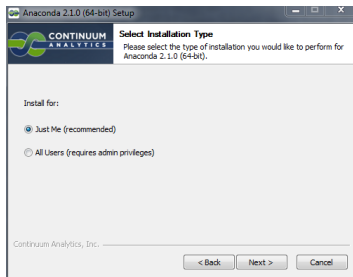 Anaconda 2.1.0 (64-bit) Setup
CONTINUUM
ANALYTICS
Select Installation Type
Please select the type of installation you would like to perform for
Anaconda 2.1.0 (64-bit).
Install for:
Just Me (recommended)
All Users (requires admin privileges)
Continuum Analytics, Inc.
< Back
Next >
Cancel